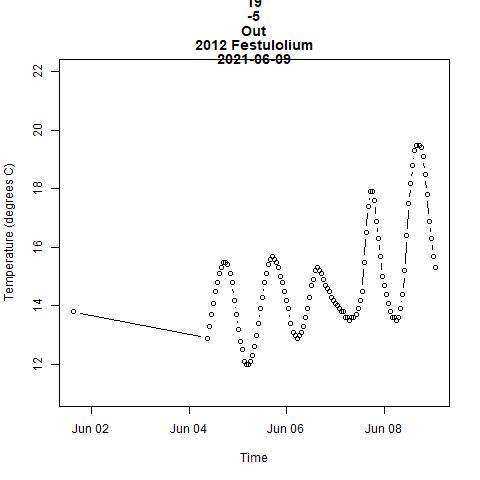 19
-5
Out
2012 Festulolium
2021-06-09
22
20
18
16
14
12
Temperature (degrees C)
Jun 02
Jun 04
Jun 06
Jun 08
Time